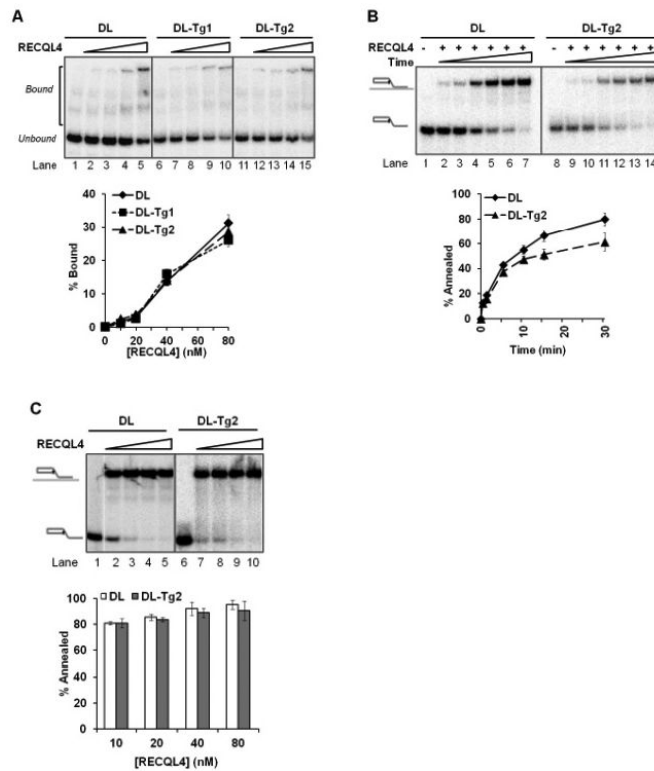 A
DL DL-Tg1 DL-Tg2
RECQL4
Bound
Unbound
Lane 1 2 3 4 5 6 7 8 9 10 11 12 13 14 15
DL
DL-Tg1
DL-Tg2
% Bound
40
30
20
10
0
0 20 40 60 80
[RECQL4] (nM)
B
DL DL-Tg2
RECQL4 - + + + + + + - + + + + + +
Time
Lane 1 2 3 4 5 6 7 8 9 10 11 12 13 14
DL
DL-Tg2
% Annealed
100
80
60
40
20
0
0 10 20 30
Time (min)
C
DL DL-Tg2
RECQL4
Lane 1 2 3 4 5 6 7 8 9 10
DL DL-Tg2
% Annealed
100
80
60
40
20
0
10 20 40 80
[RECQL4] (nM)